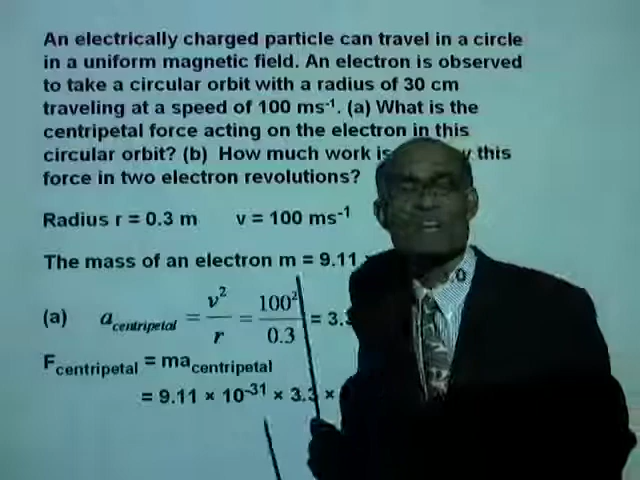 An electrically charged particle can travel in a circle
in a uniform magnetic field. An electron is observed
to take a circular orbit with a radius of 30 cm
traveling at a speed of 100 ms⁻¹. (a) What is the
centripetal force acting on the electron in this
circular orbit? (b) How much work is this
force in two electron revolutions?
Radius r = 0.3 m v = 100 ms⁻¹
The mass of an electron m = 9.11
(a) a_centripetal = v²/r = 100²/0.3 = 3.3
F_centripetal = ma_centripetal
= 9.11 × 10⁻³¹ × 3.3 ×